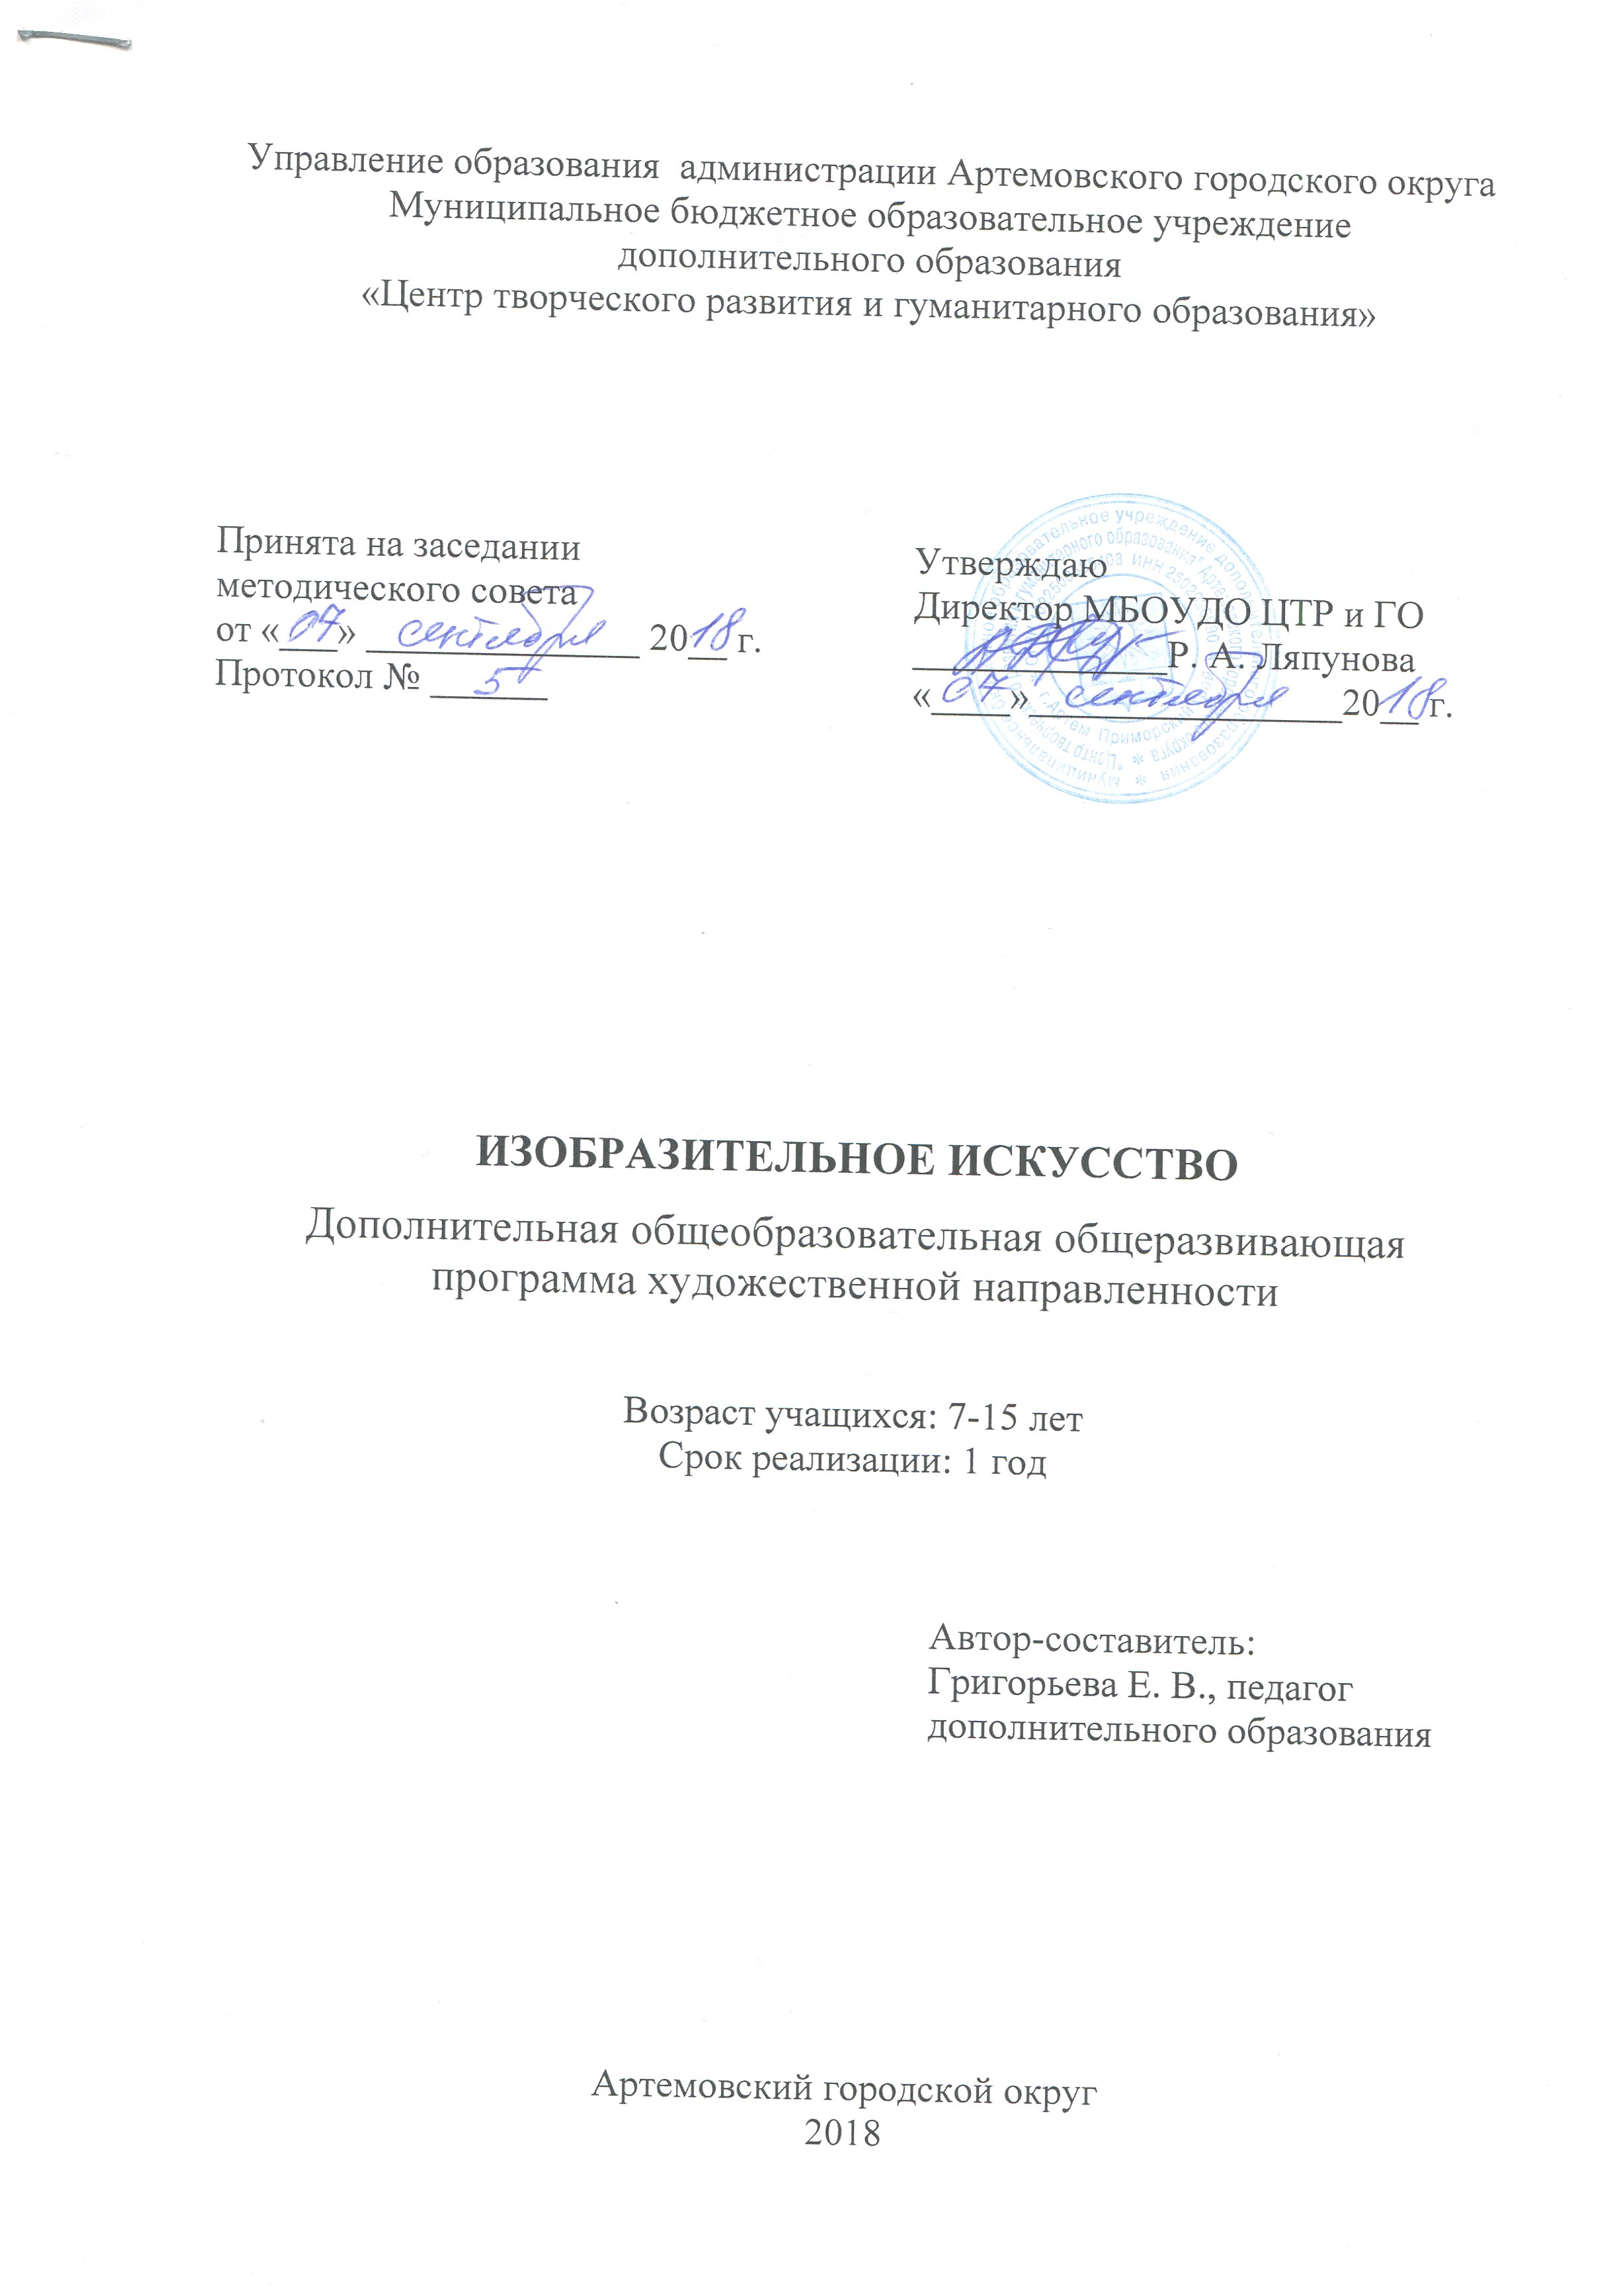 Управление образования администрации Артемовского городского округа
Муниципальное бюджетное образовательное учреждение
дополнительного образования
«Центр творческого развития и гуманитарного образования»
Принята на заседании
методического совета
от «07» сентября 2018 г.
Протокол № 5
Утверждаю
Директор МБОУДО ЦТР и ГО
Р. А. Ляпунова
«07» сентября 2018 г.
ИЗОБРАЗИТЕЛЬНОЕ ИСКУССТВО
Дополнительная общеобразовательная общеразвивающая
программа художественной направленности
Возраст учащихся: 7-15 лет
Срок реализации: 1 год
Автор-составитель:
Григорьева Е. В., педагог
дополнительного образования
Артемовский городской округ
2018